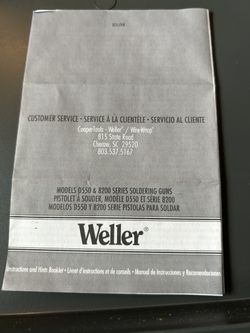 CUSTOMER SERVICE • SERVICE À LA CLIENTÈLE • SERVICIO AL CLIENTE
CooperTools - Weller® / Wire-Wrap®
815 State Road
Cheraw, SC 29520
803.537.5167
MODELS D550 & 8200 SERIES SOLDERING GUNS
PISTOLET À SOUDER, MODÈLE D550 ET SÉRIE 8200
MODELOS D550 Y 8200 SERIE PISTOLAS PARA SOLDAR
Weller®
Instructions and Hints Booklet • Livret d'instructions et de conseils • Manual de Instrucciones y Recomendaciones